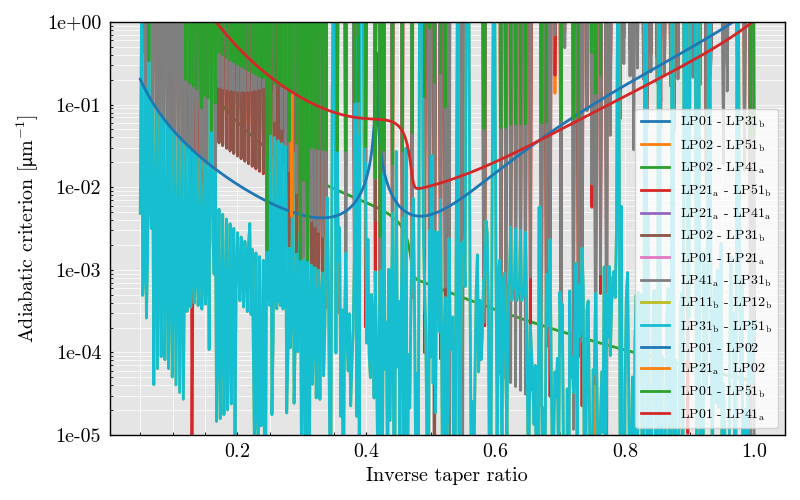 1e+00
1e-01
1e-02
1e-03
1e-04
1e-05
Adiabatic criterion [μm⁻¹]
0.2
0.4
0.6
0.8
1.0
Inverse taper ratio
LP01 - LP31b
LP02 - LP51b
LP02 - LP41a
LP21a - LP51b
LP21a - LP41a
LP02 - LP31b
LP01 - LP21a
LP41a - LP31b
LP11b - LP12b
LP31b - LP51b
LP01 - LP02
LP21a - LP02
LP01 - LP51b
LP01 - LP41a